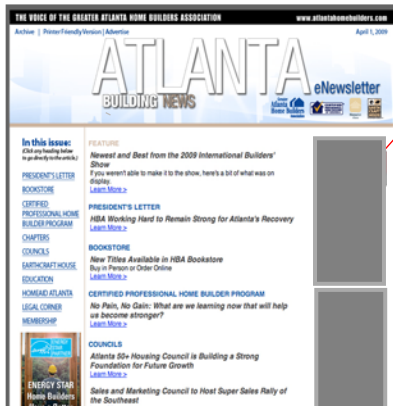 THE VOICE OF THE GREATER ATLANTA HOME BUILDERS ASSOCIATION
www.atlantahomebuilders.com
Archive | Printer Friendly Version | Advertise
April 1, 2009
ATLANTA
BUILDING NEWS
eNewsletter
Atlanta
Home Builders
In this issue:
(Click any heading below
to go directly to the article.)
PRESIDENT'S LETTER
BOOKSTORE
CERTIFIED
PROFESSIONAL HOME
BUILDER PROGRAM
CHAPTERS
COUNCILS
EARTHCRAFT HOUSE
EDUCATION
HOMEAID ATLANTA
LEGAL CORNER
MEMBERSHIP
ENERGY STAR
PARTNER
ENERGY STAR
Home Builders
FEATURE
Newest and Best from the 2009 International Builders'
Show
If you weren't able to make it to the show, here's a bit of what was on
display.
Learn More >
PRESIDENT'S LETTER
HBA Working Hard to Remain Strong for Atlanta's Recovery
Learn More >
BOOKSTORE
New Titles Available in HBA Bookstore
Buy in Person or Order Online
Learn More >
CERTIFIED PROFESSIONAL HOME BUILDER PROGRAM
No Pain, No Gain: What are we learning now that will help
us become stronger?
Learn More >
COUNCILS
Atlanta 50+ Housing Council is Building a Strong
Foundation for Future Growth
Learn More >
Sales and Marketing Council to Host Super Sales Rally of
the Southeast